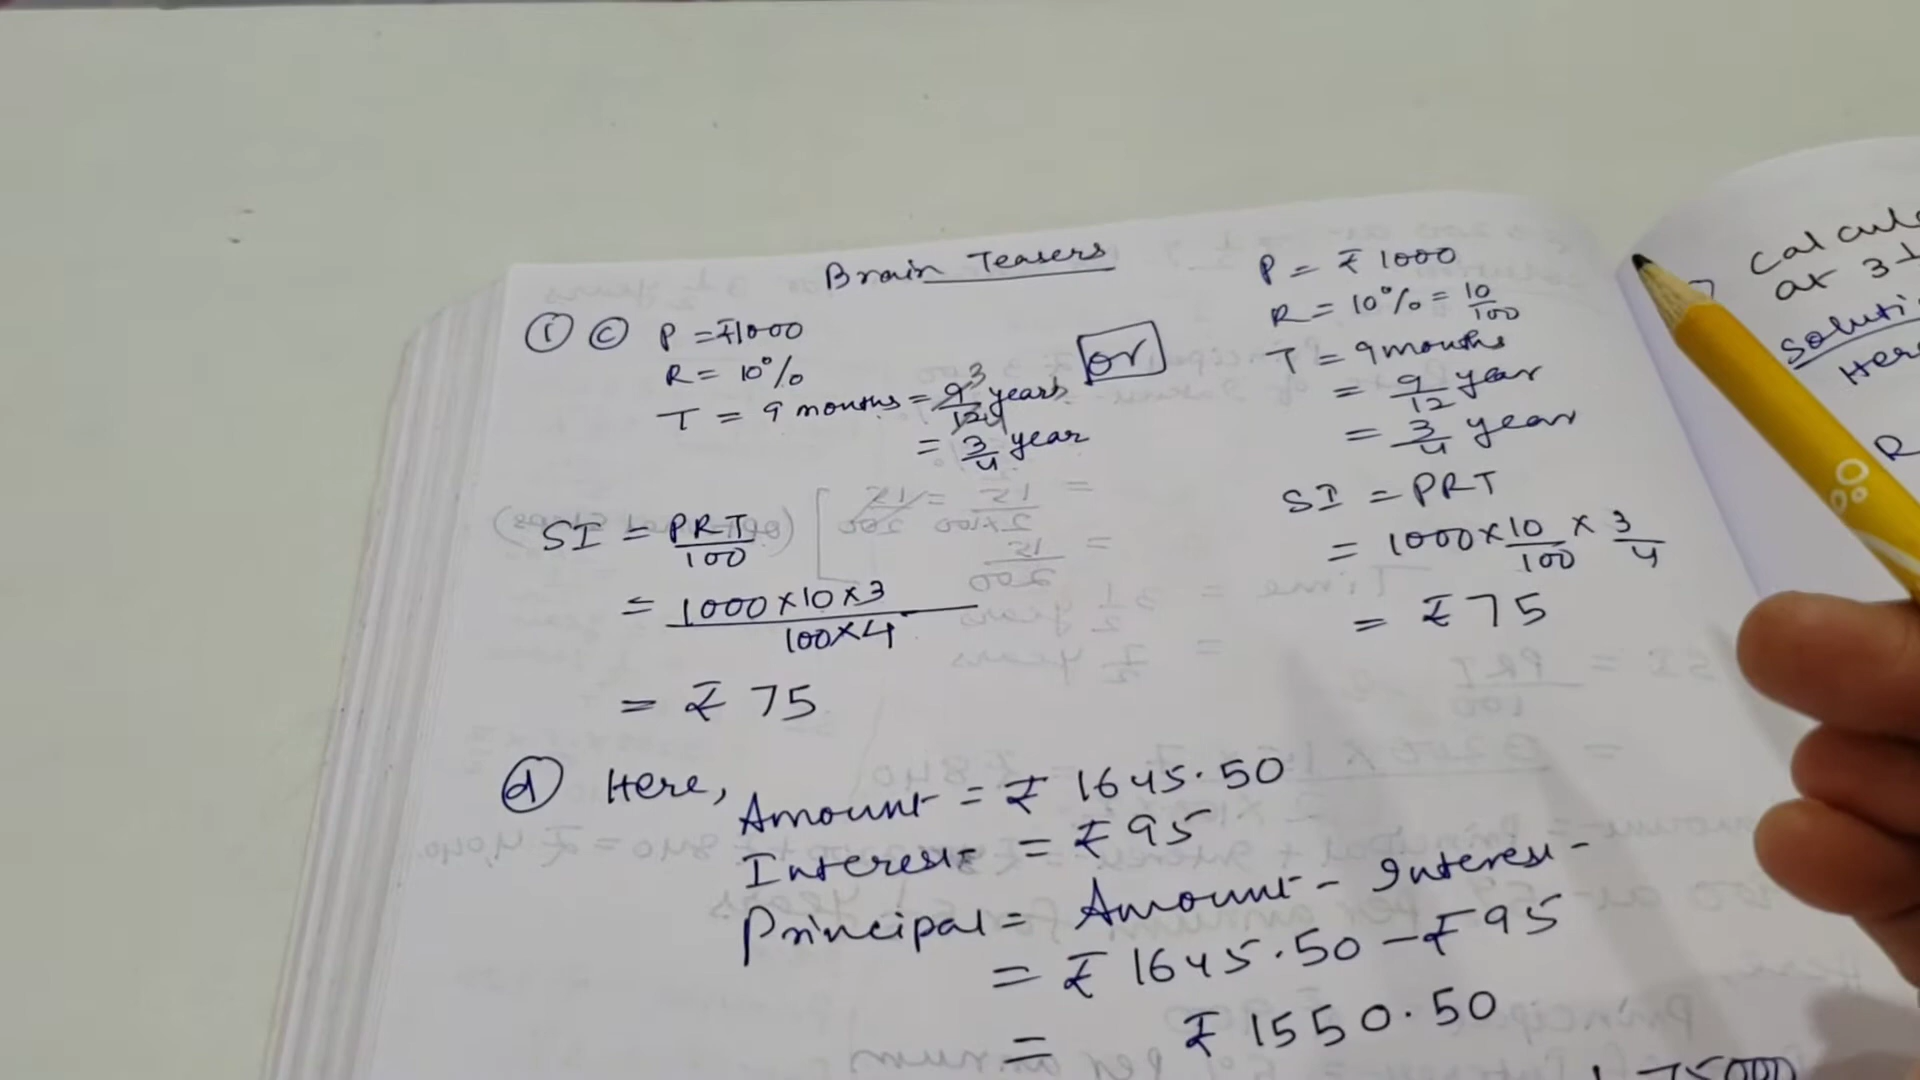 Brain Teasers
① ⓒ P = ₹1000
R = 10%
T = 9 months = 9/12 years 3
= 3/4 year
SI = PRT/100
= 1000×10×3/100×4
= ₹ 75
or
P = ₹ 1000
R = 10% = 10/100
T = 9 months
= 9/12 year
= 3/4 year
SI = PRT
= 1000×10/100 × 3/4
= ₹ 75
ⓓ Here,
Amount = ₹ 1645.50
Interest = ₹ 95
Principal = Amount - Interest
= ₹ 1645.50 - ₹ 95
= ₹ 1550.50
75000
at 3